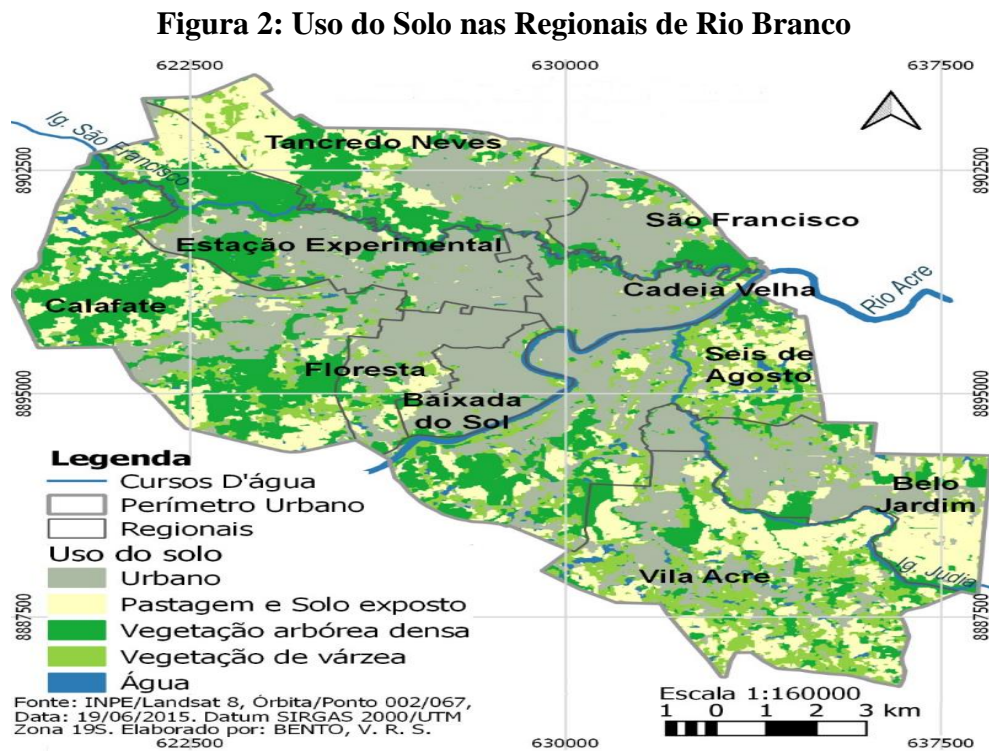 Figura 2: Uso do Solo nas Regionais de Rio Branco
622500
630000
637500
Ig. São Francisco
Tancredo Neves
8902500
8902500
São Francisco
Estação Experimental
Cadeia Velha
Rio Acre
Calafate
Seis de
Agosto
Floresta
8895000
8895000
Baixada
do Sol
Belo
Jardim
Ig. Judia
Vila Acre
8887500
Legenda
Cursos D'água
Perímetro Urbano
Regionais
Uso do solo
Urbano
Pastagem e Solo exposto
Vegetação arbórea densa
Vegetação de várzea
Água
8887500
Fonte: INPE/Landsat 8, Órbita/Ponto 002/067,
Data: 19/06/2015. Datum SIRGAS 2000/UTM
Zona 19S. Elaborado por: BENTO, V. R. S.
Escala 1:160000
1 0 1 2 3 km
622500
630000
637500